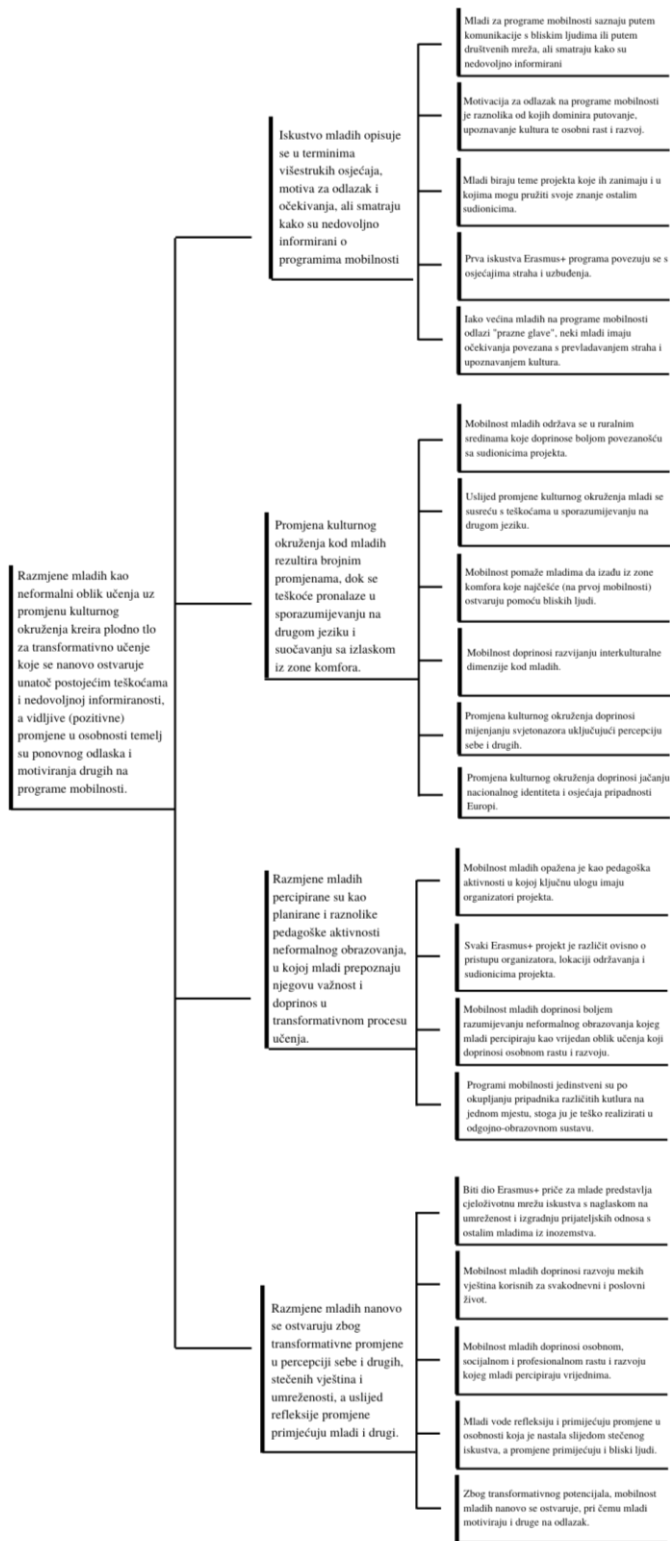 Razmjene mladih kao
neformalni oblik učenja uz
promjenu kulturnog
okruženja kreira plodno tlo
za transformativno učenje
koje se nanovo ostvaruje
unatoč postojećim teškoćama
i nedovoljnoj informiranosti,
a vidljive (pozitivne)
promjene u osobnosti temelj
su ponovnog odlaska i
motiviranja drugih na
programe mobilnosti.
Iskustvo mladih opisuje
se u terminima
višestrukih osjećaja,
motiva za odlazak i
očekivanja, ali smatraju
kako su nedovoljno
informirani o
programima mobilnosti
Mladi za programe mobilnosti saznaju putem
komunikacije s bliskim ljudima ili putem
društvenih mreža, ali smatraju kako su
nedovoljno informirani
Motivacija za odlazak na programe mobilnosti
je raznolika od kojih dominira putovanje,
upoznavanje kultura te osobni rast i razvoj.
Mladi biraju teme projekta koje ih zanimaju i u
kojima mogu pružiti svoje znanje ostalim
sudionicima.
Prva iskustva Erasmus+ programa povezuju se s
osjećajima straha i uzbuđenja.
Iako većina mladih na programe mobilnosti
odlazi "prazne glave", neki mladi imaju
očekivanja povezana s prevladavanjem straha i
upoznavanjem kultura.
Promjena kulturnog
okruženja kod mladih
rezultira brojnim
promjenama, dok se
teškoće pronalaze u
sporazumijevanju na
drugom jeziku i
suočavanju sa izlaskom
iz zone komfora.
Mobilnost mladih održava se u ruralnim
sredinama koje doprinose boljom povezanošću
sa sudionicima projekta.
Uslijed promjene kulturnog okruženja mladi se
susreću s teškoćama u sporazumijevanju na
drugom jeziku.
Mobilnost pomaže mladima da izađu iz zone
komfora koje najčešće (na prvoj mobilnosti)
ostvaruju pomoću bliskih ljudi.
Mobilnost doprinosi razvijanju interkulturalne
dimenzije kod mladih.
Promjena kulturnog okruženja doprinosi
mijenjanju svjetonazora uključujući percepciju
sebe i drugih.
Promjena kulturnog okruženja doprinosi jačanju
nacionalnog identiteta i osjećaja pripadnosti
Europi.
Razmjene mladih
percipirane su kao
planirane i raznolike
pedagoške aktivnosti
neformalnog obrazovanja,
u kojoj mladi prepoznaju
njegovu važnost i
doprinos u
transformativnom procesu
učenja.
Mobilnost mladih opažena je kao pedagoška
aktivnosti u kojoj ključnu ulogu imaju
organizatori projekta.
Svaki Erasmus+ projekt je različit ovisno o
pristupu organizatora, lokaciji održavanja i
sudionicima projekta.
Mobilnost mladih doprinosi boljem
razumijevanju neformalnog obrazovanja kojeg
mladi percipiraju kao vrijedan oblik učenja koji
doprinosi osobnom rastu i razvoju.
Programi mobilnosti jedinstveni su po
okupljanju pripadnika različitih kutlura na
jednom mjestu, stoga ju je teško realizirati u
odgojno-obrazovnom sustavu.
Razmjene mladih nanovo
se ostvaruju zbog
transformativne promjene
u percepciji sebe i drugih,
stečenih vještina i
umreženosti, a uslijed
refleksije promjene
primjećuju mladi i drugi.
Biti dio Erasmus+ priče za mlade predstavlja
cjeloživotnu mrežu iskustva s naglaskom na
umreženost i izgradnju prijateljskih odnosa s
ostalim mladima iz inozemstva.
Mobilnost mladih doprinosi razvoju mekih
vještina korisnih za svakodnevni i poslovni
život.
Mobilnost mladih doprinosi osobnom,
socijalnom i profesionalnom rastu i razvoju
kojeg mladi percipiraju vrijednima.
Mladi vode refleksiju i primijećuju promjene u
osobnosti koja je nastala slijedom stečenog
iskustva, a promjene primijećuju i bliski ljudi.
Zbog transformativnog potencijala, mobilnost
mladih nanovo se ostvaruje, pri čemu mladi
motiviraju i druge na odlazak.